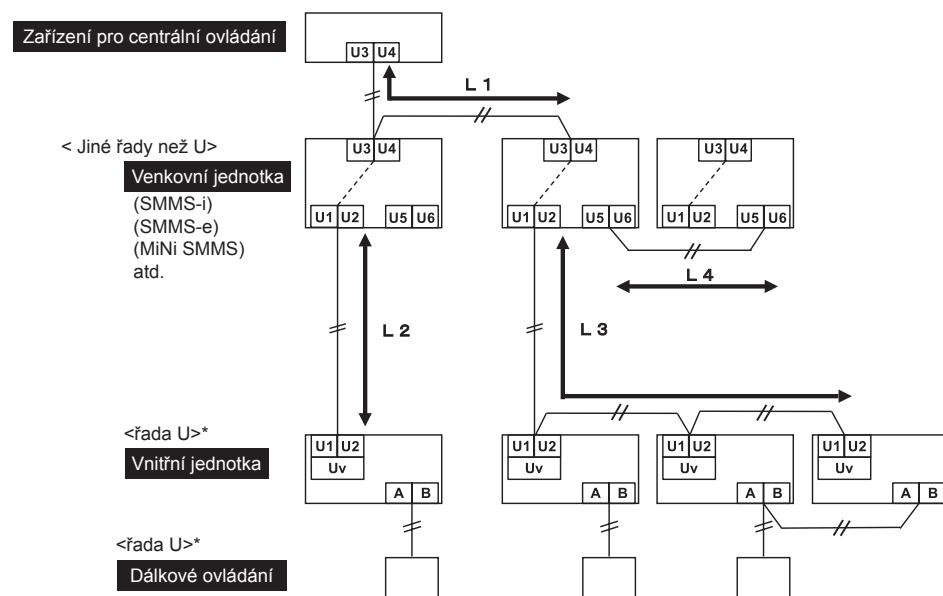 Zařízení pro centrální ovládání
U3 U4
L 1
< Jiné řady než U>
U3 U4
U3 U4
U3 U4
Venkovní jednotka
(SMMS-i)
U1 U2
U5 U6
U1 U2
U5 U6
U1 U2
U5 U6
(SMMS-e)
(MiNi SMMS)
atd.
L 4
L 2
L 3
<řada U>*
U1 U2
U1 U2
U1 U2
U1 U2
Vnitřní jednotka
Uv
Uv
Uv
Uv
A B
A B
A B
A B
<řada U>*
Dálkové ovládání